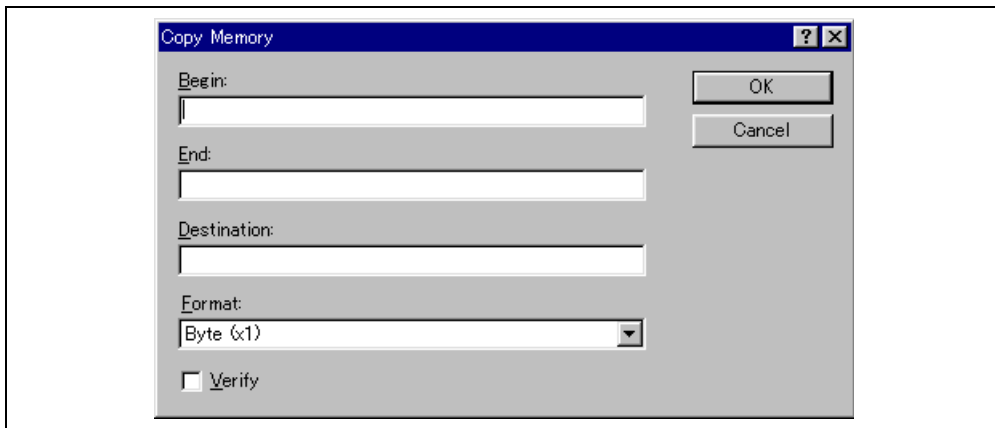 Copy Memory
Begin:
OK
Cancel
End:
Destination:
Format:
Byte (x1)
Verify